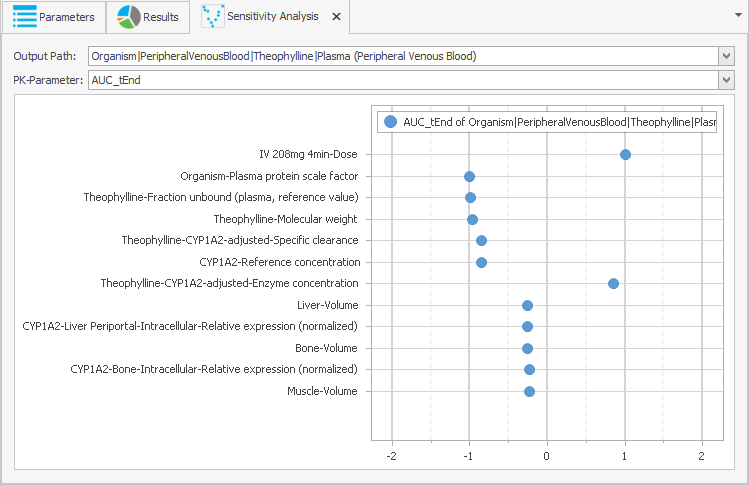 Parameters
Results
Sensitivity Analysis
Output Path: Organism|PeripheralVenousBlood|Theophylline|Plasma (Peripheral Venous Blood)
PK-Parameter: AUC_tEnd
AUC_tEnd of Organism|PeripheralVenousBlood|Theophylline|Plasr
IV 208mg 4min-Dose
Organism-Plasma protein scale factor
Theophylline-Fraction unbound (plasma, reference value)
Theophylline-Molecular weight
Theophylline-CYP1A2-adjusted-Specific clearance
CYP1A2-Reference concentration
Theophylline-CYP1A2-adjusted-Enzyme concentration
Liver-Volume
CYP1A2-Liver Periportal-Intracellular-Relative expression (normalized)
Bone-Volume
CYP1A2-Bone-Intracellular-Relative expression (normalized)
Muscle-Volume
-2 -1 0 1 2